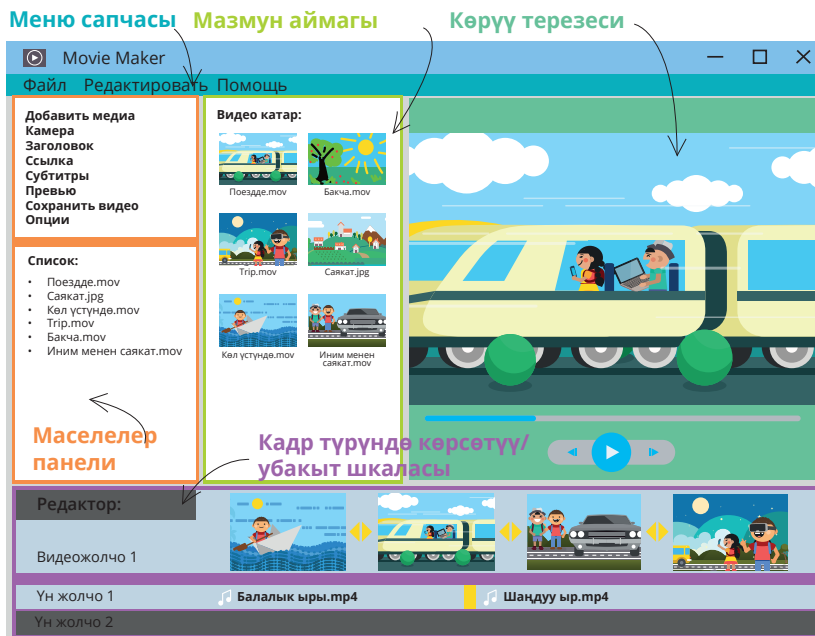 Меню сапчасы
Мазмун аймагы
Көрүү терезеси
Movie Maker
Файл Редактировать Помощь
Добавить медиа
Камера
Заголовок
Ссылка
Субтитры
Превью
Сохранить видео
Опции
Список:
• Поездде.mov
• Саякат.jpg
• Көл үстүндө.mov
• Trip.mov
• Бакча.mov
• Иним менен саякат.mov
Маселелер
панели
Видео катар:
Поездде.mov
Бакча.mov
Trip.mov
Саякат.jpg
Көл үстүндө.mov
Иним менен
саякат.mov
Кадр түрүндө көрсөтүү/
убакыт шкаласы
Редактор:
Видеожолчо 1
Үн жолчо 1
Балалык ыры.mp4
Шаңдуу ыр.mp4
Үн жолчо 2